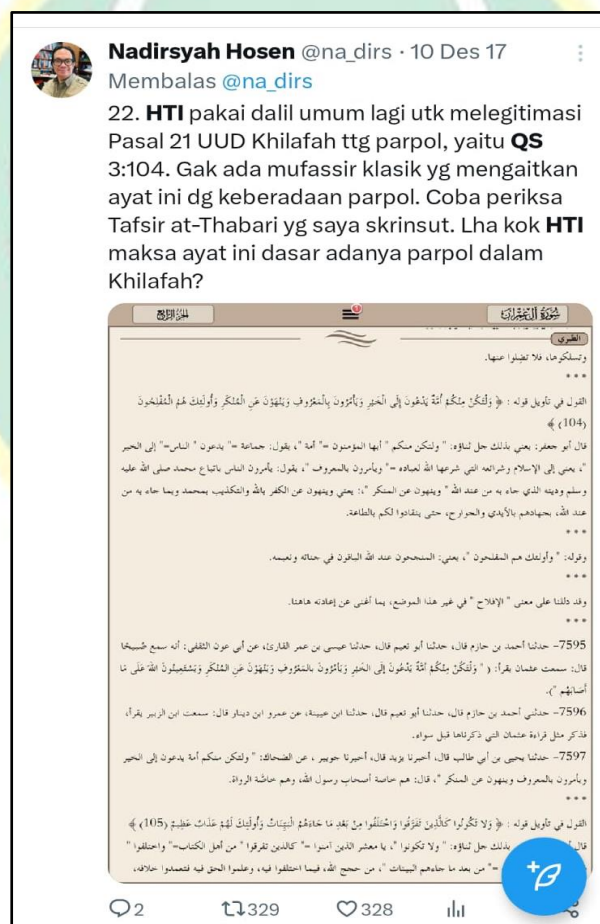 Nadirsyah Hosen @na_dirs · 10 Des 17
Membalas @na_dirs
22. HTI pakai dalil umum lagi utk melegitimasi
Pasal 21 UUD Khilafah ttg parpol, yaitu QS
3:104. Gak ada mufassir klasik yg mengaitkan
ayat ini dg keberadaan parpol. Coba periksa
Tafsir at-Thabari yg saya skrinsut. Lha kok HTI
maksa ayat ini dasar adanya parpol dalam
Khilafah?
الطبري
وتسلكوها، فلا تضلوا عنها.
* * *
القول في تأويل قوله : ﴿ وَلْتَكُنْ مِنْكُمْ أُمَّةٌ يَدْعُونَ إِلَى الْخَيْرِ وَيَأْمُرُونَ بِالْمَعْرُوفِ وَيَنْهَوْنَ عَنِ الْمُنْكَرِ وَأُولَئِكَ هُمُ الْمُفْلِحُونَ
(104) ﴾
قال أبو جعفر: يعني بذلك جل ثناؤه: " ولتكن منكم " أيها المؤمنون =" أمة "، يقول: جماعة =" يدعون " الناس=" إلى الخير
"، يعني إلى الإسلام وشرائعه التي شرعها الله لعباده =" ويأمرون بالمعروف "، يقول: يأمرون الناس باتباع محمد صلى الله عليه
وسلم ودينه الذي جاء به من عند الله " وينهون عن المنكر ":، يعني وينهون عن الكفر بالله والتكذيب بمحمد وبما جاء به من
عند الله، بجهادهم بالأيدي والجوارح، حتى ينقادوا لكم بالطاعة.
* * *
وقوله: " وأولئك هم المفلحون "، يعني: المنجحون عند الله الباقون في جناته ونعيمه.
* * *
وقد دللنا على معنى " الإفلاح " في غير هذا الموضع، بما أغنى عن إعادته هاهنا.
* * *
7595- حدثنا أحمد بن حازم قال، حدثنا أبو نعيم قال، حدثنا عيسى بن عمر القارئ، عن أبي عون الثقفي: أنه سمع صُبيحًا
قال: سمعت عثمان يقرأ: ( " وَلْتَكُنْ مِنْكُمْ أُمَّةٌ يَدْعُونَ إِلَى الْخَيْرِ وَيَأْمُرُونَ بِالْمَعْرُوفِ وَيَنْهَوْنَ عَنِ الْمُنْكَرِ وَيَسْتَعِينُونَ اللهَ عَلَى مَا
أَصَابَهُم ").
7596- حدثني أحمد بن حازم قال، حدثنا أبو نعيم قال، حدثنا ابن عيينة، عن عمرو ابن دينار قال: سمعت ابن الزبير يقرأ،
فذكر مثل قراءة عثمان التي ذكرناها قبل سواء.
7597- حدثنا يحيى بن أبي طالب قال، أخبرنا يزيد قال، أخبرنا جويبر ، عن الضحاك: " ولتكن منكم أمة يدعون إلى الخير
ويأمرون بالمعروف وينهون عن المنكر "، قال: هم خاصة أصحاب رسول الله، وهم خاصَّة الرواة.
* * *
القول في تأويل قوله : ﴿ وَلا تَكُونُوا كَالَّذِينَ تَفَرَّقُوا وَاخْتَلَفُوا مِنْ بَعْدِ مَا جَاءَهُمُ الْبَيِّنَاتُ وَأُولَئِكَ لَهُمْ عَذَابٌ عَظِيمٌ (105) ﴾
قال بذلك جل ثناؤه: " ولا تكونوا "، يا معشر الذين آمنوا =" كالذين تفرقوا " من أهل الكتاب=" واختلفوا "
=" من بعد ما جاءهم البينات "، من حجج الله، فيما اختلفوا فيه، وعلموا الحق فيه فتعمدوا خلافه،
2 329 328